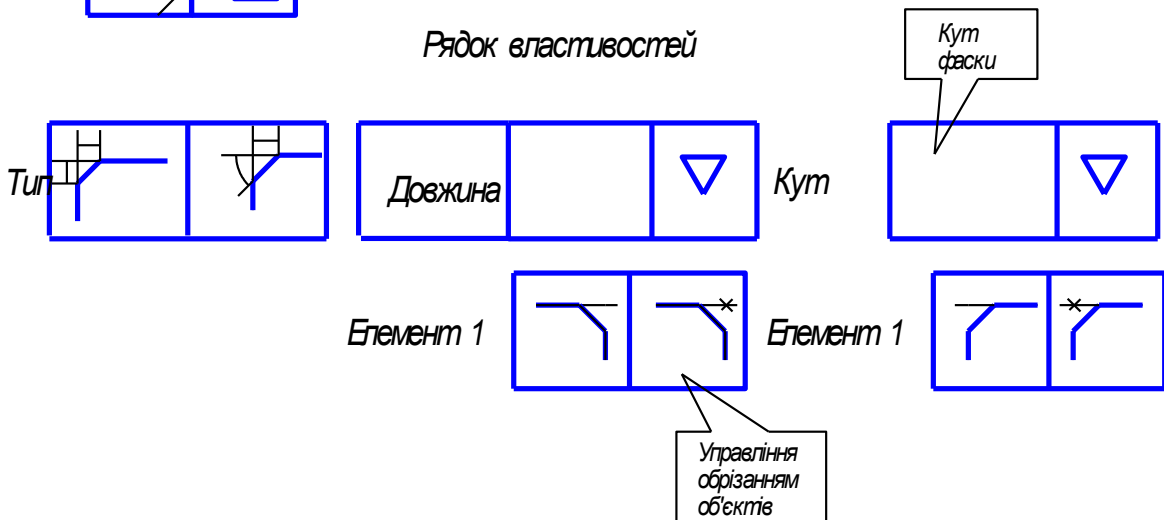 Рядок властивостей
Кут
фаски
Тип
Довжина
Кут
Елемент 1
Елемент 1
Управління
обрізанням
об'єктів